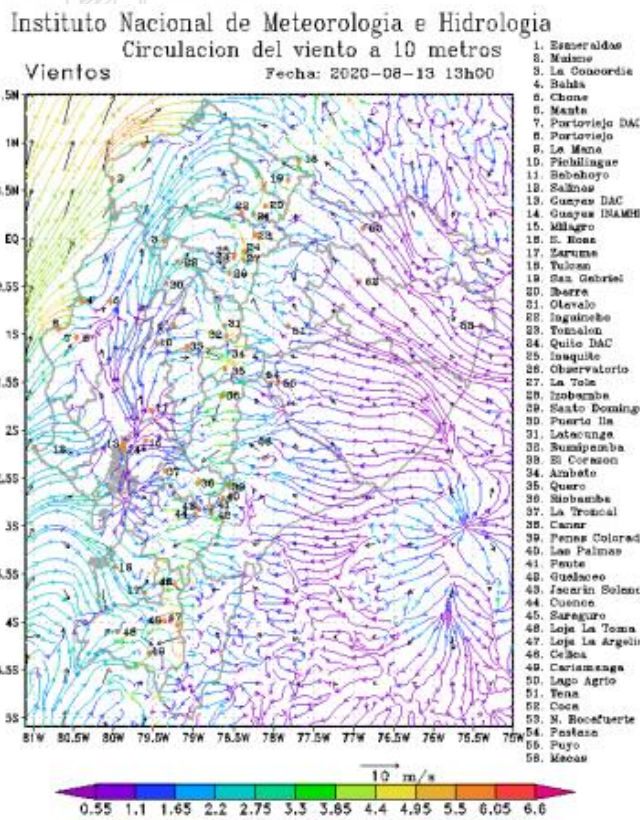 Instituto Nacional de Meteorologia e Hidrologia
Circulacion del viento a 10 metros
Vientos
Fecha: 2020-08-13 13h00
1. Esmeraldas
2. Muisne
3. La Concordia
4. Bahia
5. Chone
6. Manta
7. Portoviejo DAC
8. Portoviejo
9. La Mana
10. Pichilingue
11. Babahoyo
12. Salinas
13. Guayas DAC
14. Guayas INAMHI
15. Milagro
16. S. Rosa
17. Zaruma
18. Tulcan
19. San Gabriel
20. Ibarra
21. Otavalo
22. Inguincho
23. Tomalon
24. Quito DAC
25. Inaquito
26. Observatorio
27. La Tola
28. Izobamba
29. Santo Domingo
30. Puerto Ila
31. Latacunga
32. Rumipamba
33. El Corazon
34. Ambato
35. Quero
36. Riobamba
37. La Troncal
38. Canar
39. Penas Colorad
40. Las Palmas
41. Paute
42. Gualaceo
43. Jacarin Solano
44. Cuenca
45. Saraguro
46. Loja La Toma
47. Loja La Argelia
48. Celica
49. Cariamanga
50. Lago Agrio
51. Tena
52. Coca
53. N. Rocafuerte
54. Pastaza
55. Puyo
56. Macas
.5N
1N
.5N
EQ
.5S
1S
.5S
2S
.5S
3S
.5S
4S
.5S
5S
81W 80.5W 80W 79.5W 79W 78.5W 78W 77.5W 77W 76.5W 76W 75.5W 75W
10 m/s
0.55 1.1 1.65 2.2 2.75 3.3 3.85 4.4 4.95 5.5 6.05 6.6